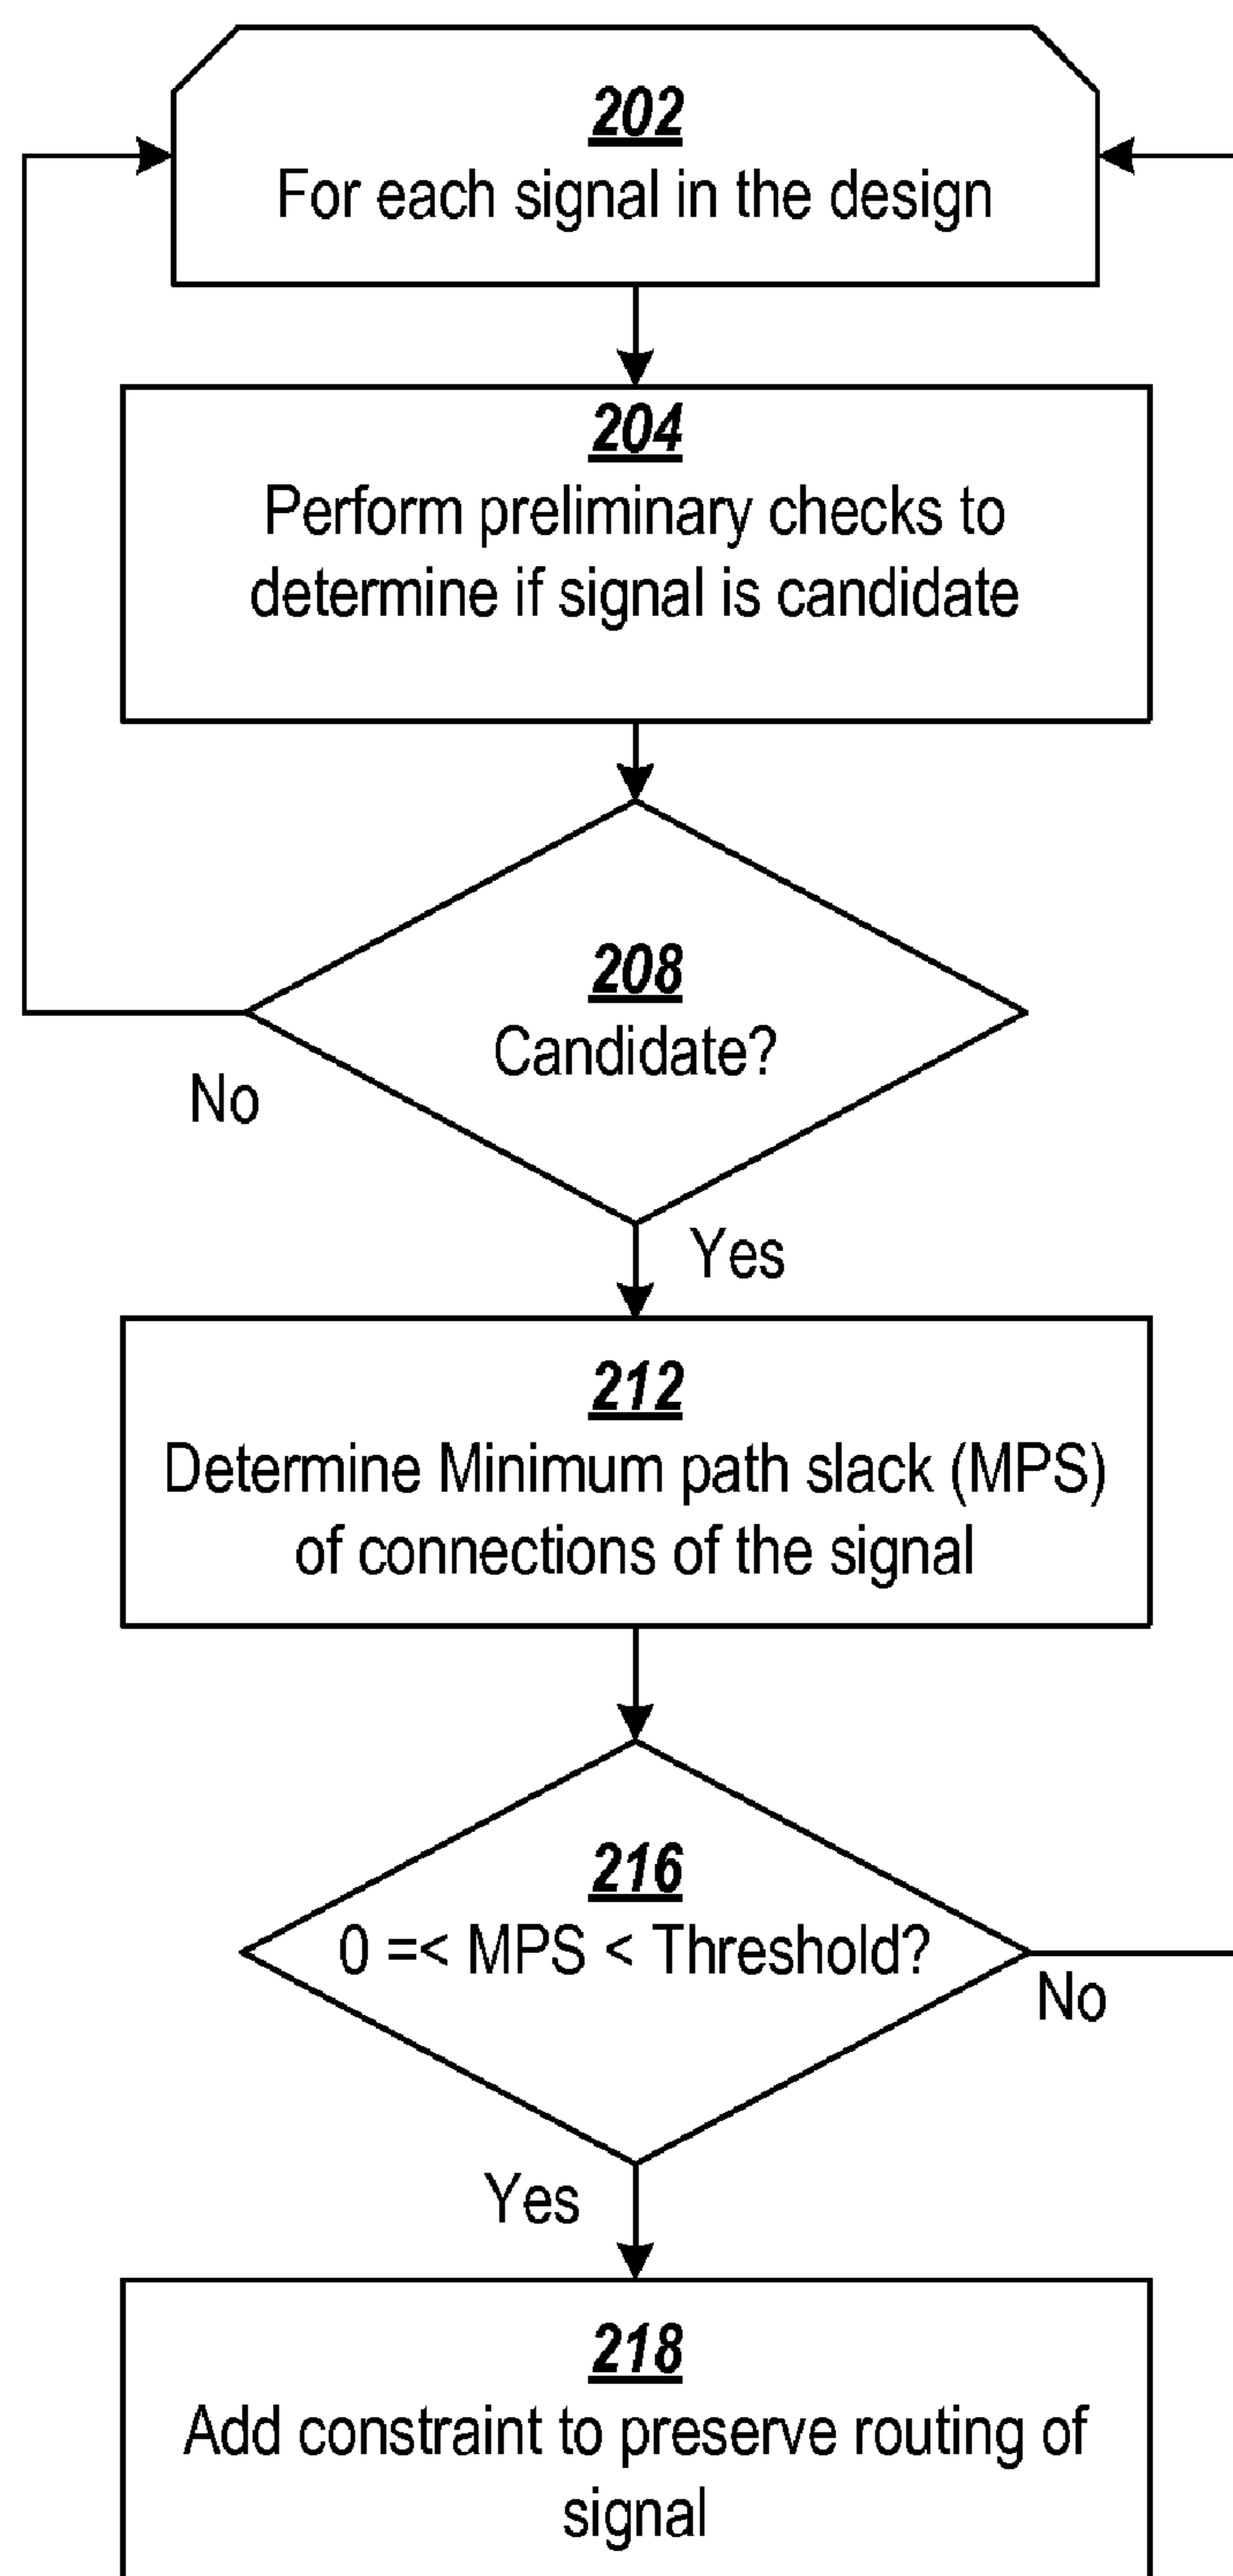 202
For each signal in the design
204
Perform preliminary checks to
determine if signal is candidate
208
Candidate?
No
Yes
212
Determine Minimum path slack (MPS)
of connections of the signal
216
0 =< MPS < Threshold?
No
Yes
218
Add constraint to preserve routing of
signal